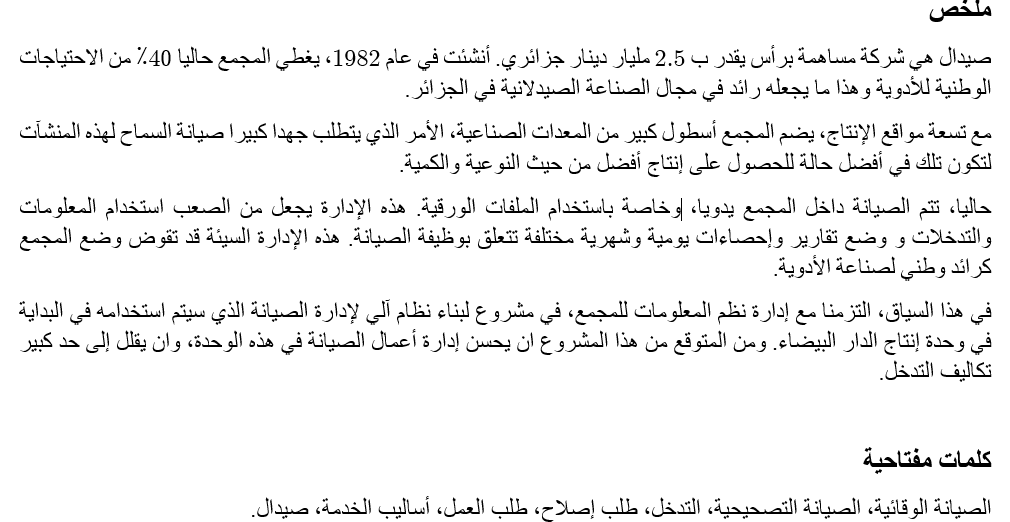 ملخص
صيدال هي شركة مساهمة برأس يقدر ب 2.5 مليار دينار جزائري. أنشئت في عام 1982، يغطي المجمع حاليا 40٪ من الاحتياجات
الوطنية للأدوية وهذا ما يجعله رائد في مجال الصناعة الصيدلانية في الجزائر.
مع تسعة مواقع الإنتاج، يضم المجمع أسطول كبير من المعدات الصناعية، الأمر الذي يتطلب جهدا كبيرا صيانة السماح لهذه المنشآت
لتكون تلك في أفضل حالة للحصول على إنتاج أفضل من حيث النوعية والكمية.
حاليا، تتم الصيانة داخل المجمع يدويا، وخاصة باستخدام الملفات الورقية. هذه الإدارة يجعل من الصعب استخدام المعلومات
والتدخلات و وضع تقارير وإحصاءات يومية وشهرية مختلفة تتعلق بوظيفة الصيانة. هذه الإدارة السيئة قد تقوض وضع المجمع
كرائد وطني لصناعة الأدوية.
في هذا السياق، التزمنا مع إدارة نظم المعلومات للمجمع، في مشروع لبناء نظام آلي لإدارة الصيانة الذي سيتم استخدامه في البداية
في وحدة إنتاج الدار البيضاء. ومن المتوقع من هذا المشروع ان يحسن إدارة أعمال الصيانة في هذه الوحدة، وان يقلل إلى حد كبير
تكاليف التدخل.
كلمات مفتاحية
الصيانة الوقائية، الصيانة التصحيحية، التدخل، طلب إصلاح، طلب العمل، أساليب الخدمة، صيدال.